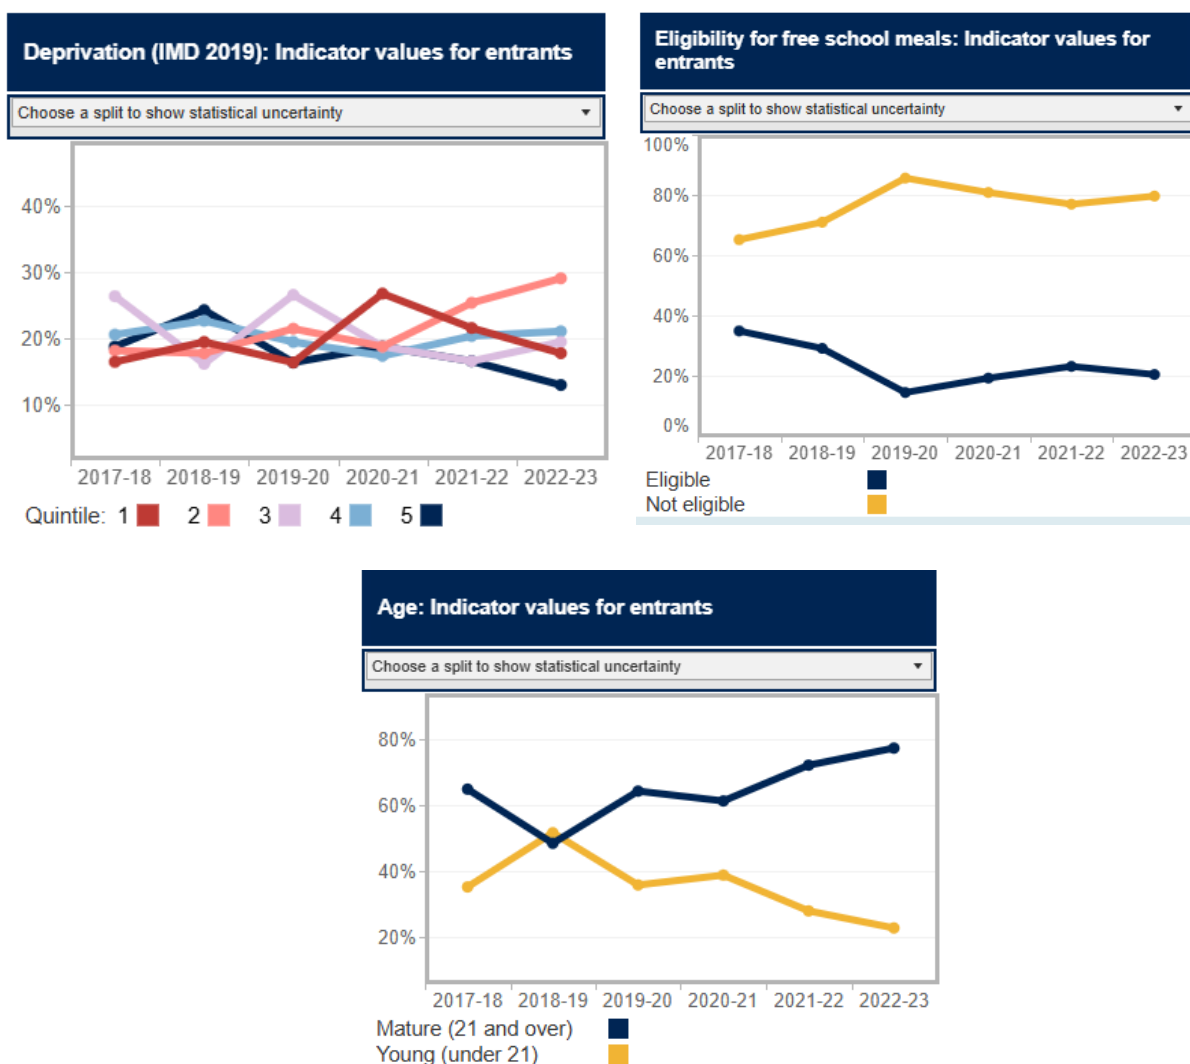 Deprivation (IMD 2019): Indicator values for entrants
Choose a split to show statistical uncertainty
40%
30%
20%
10%
2017-18 2018-19 2019-20 2020-21 2021-22 2022-23
Quintile: 1 2 3 4 5
Eligibility for free school meals: Indicator values for
entrants
Choose a split to show statistical uncertainty
100%
80%
60%
40%
20%
0%
2017-18 2018-19 2019-20 2020-21 2021-22 2022-23
Eligible
Not eligible
Age: Indicator values for entrants
Choose a split to show statistical uncertainty
80%
60%
40%
20%
2017-18 2018-19 2019-20 2020-21 2021-22 2022-23
Mature (21 and over)
Young (under 21)